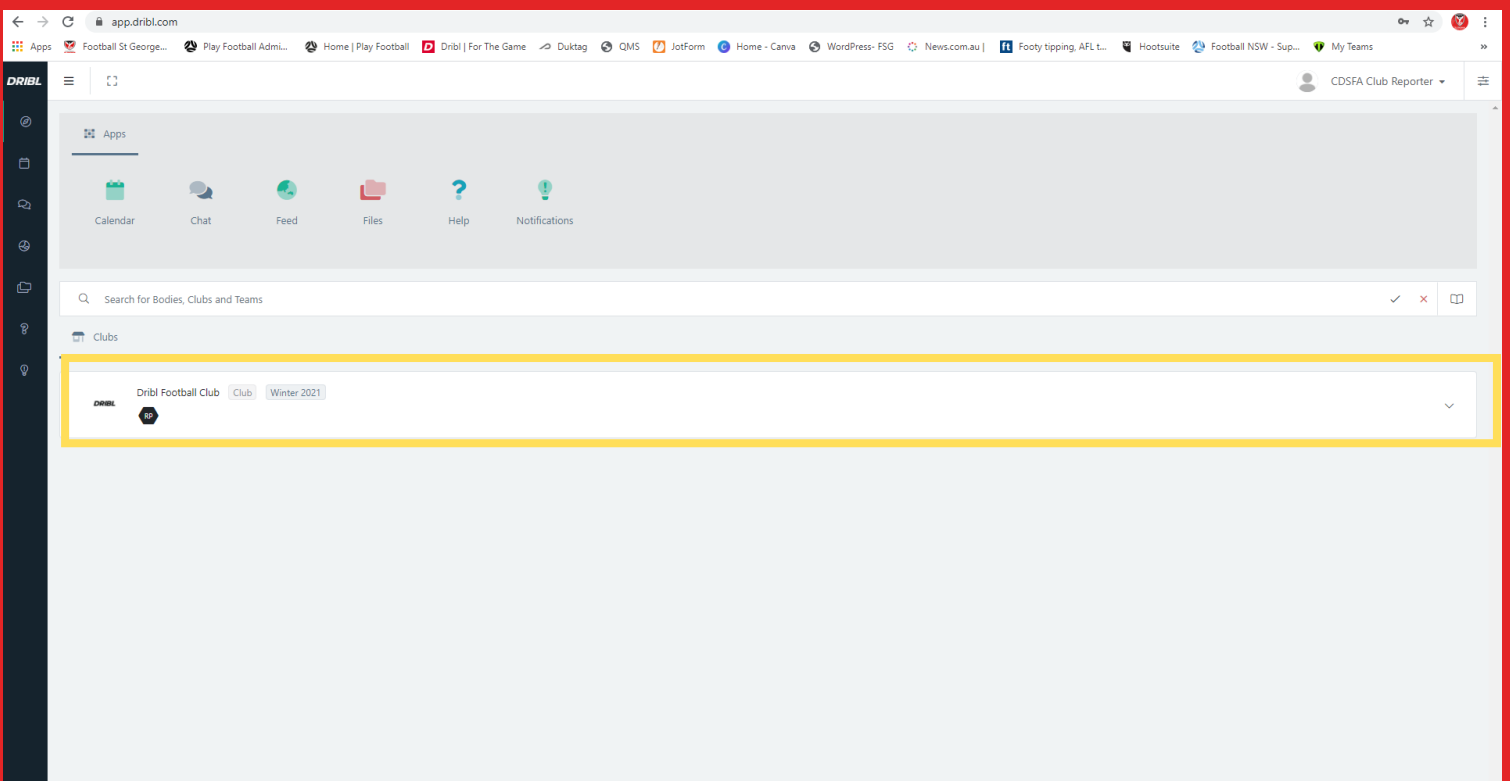 app.dribl.com
Apps Football St George... Play Football Admi... Home | Play Football Dribl | For The Game Duktag QMS JotForm Home - Canva WordPress- FSG News.com.au | Footy tipping, AFL t... Hootsuite Football NSW - Sup... My Teams »
DRIBL CDSFA Club Reporter
Apps
Calendar Chat Feed Files Help Notifications
Search for Bodies, Clubs and Teams
Clubs
Dribl Football Club Club Winter 2021
DRIBL
RP